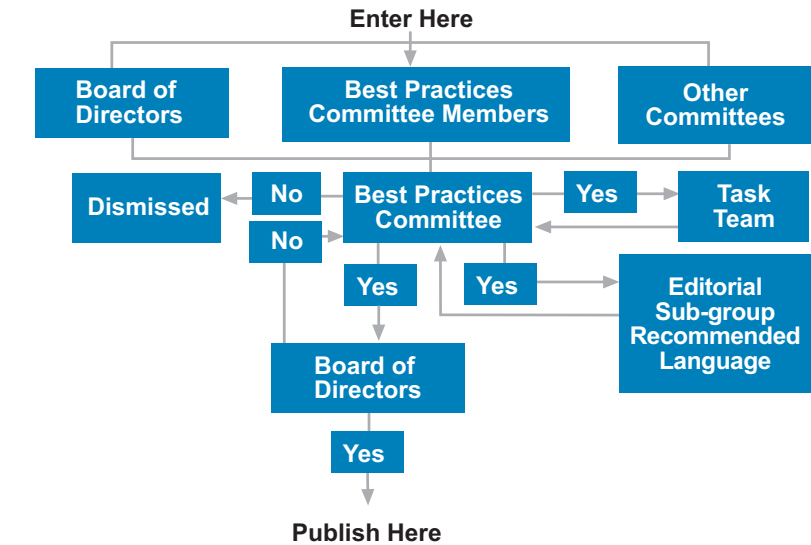 Enter Here
Board of
Directors
Best Practices
Committee Members
Other
Committees
Dismissed
No
Best Practices
Committee
Yes
Task
Team
No
Yes
Yes
Editorial
Sub-group
Recommended
Language
Board of
Directors
Yes
Publish Here